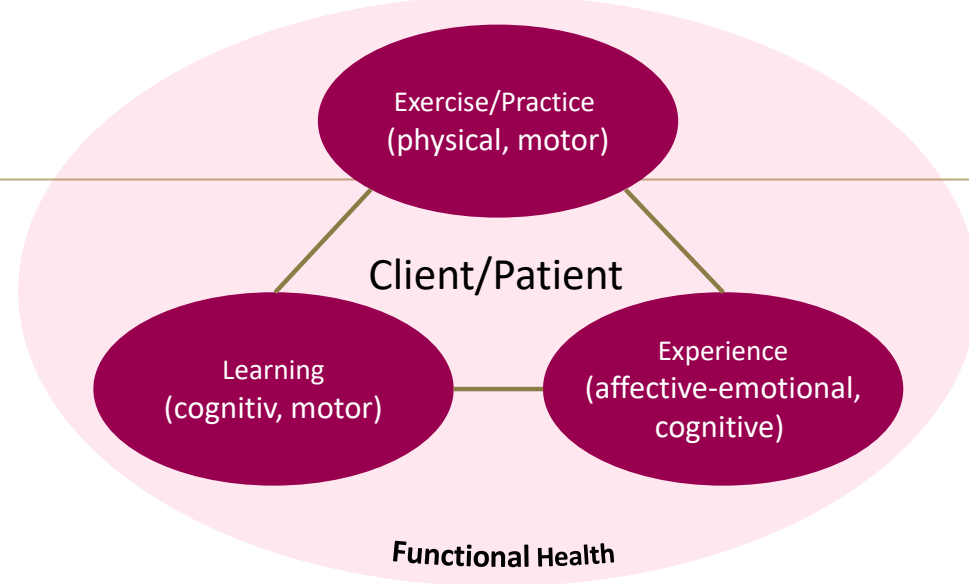 Exercise/Practice
(physical, motor)
Client/Patient
Learning
(cognitiv, motor)
Experience
(affective-emotional,
cognitive)
Functional Health